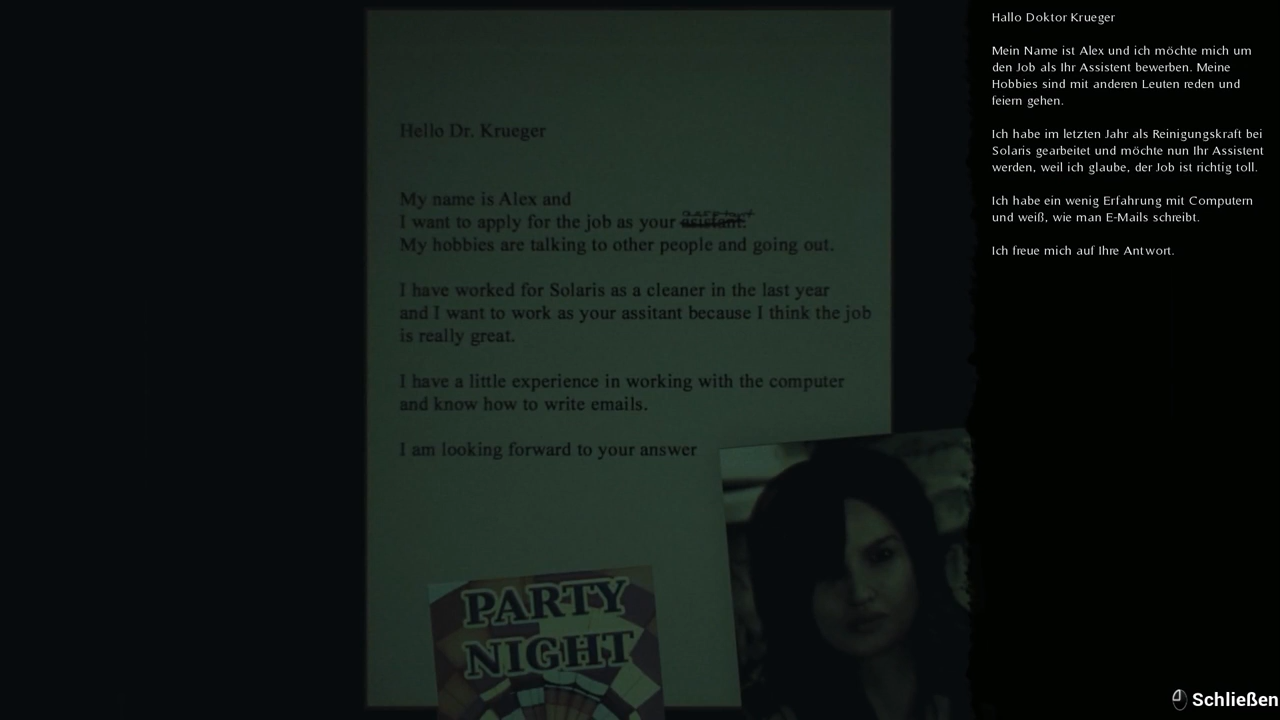 Hello Dr. Krueger
My name is Alex and
I want to apply for the job as your asistant.
My hobbies are talking to other people and going out.
I have worked for Solaris as a cleaner in the last year
and I want to work as your assitant because I think the job
is really great.
I have a little experience in working with the computer
and know how to write emails.
I am looking forward to your answer
PARTY
NIGHT
Hallo Doktor Krueger
Mein Name ist Alex und ich möchte mich um
den Job als Ihr Assistent bewerben. Meine
Hobbies sind mit anderen Leuten reden und
feiern gehen.
Ich habe im letzten Jahr als Reinigungskraft bei
Solaris gearbeitet und möchte nun Ihr Assistent
werden, weil ich glaube, der Job ist richtig toll.
Ich habe ein wenig Erfahrung mit Computern
und weiß, wie man E-Mails schreibt.
Ich freue mich auf Ihre Antwort.
Schließen